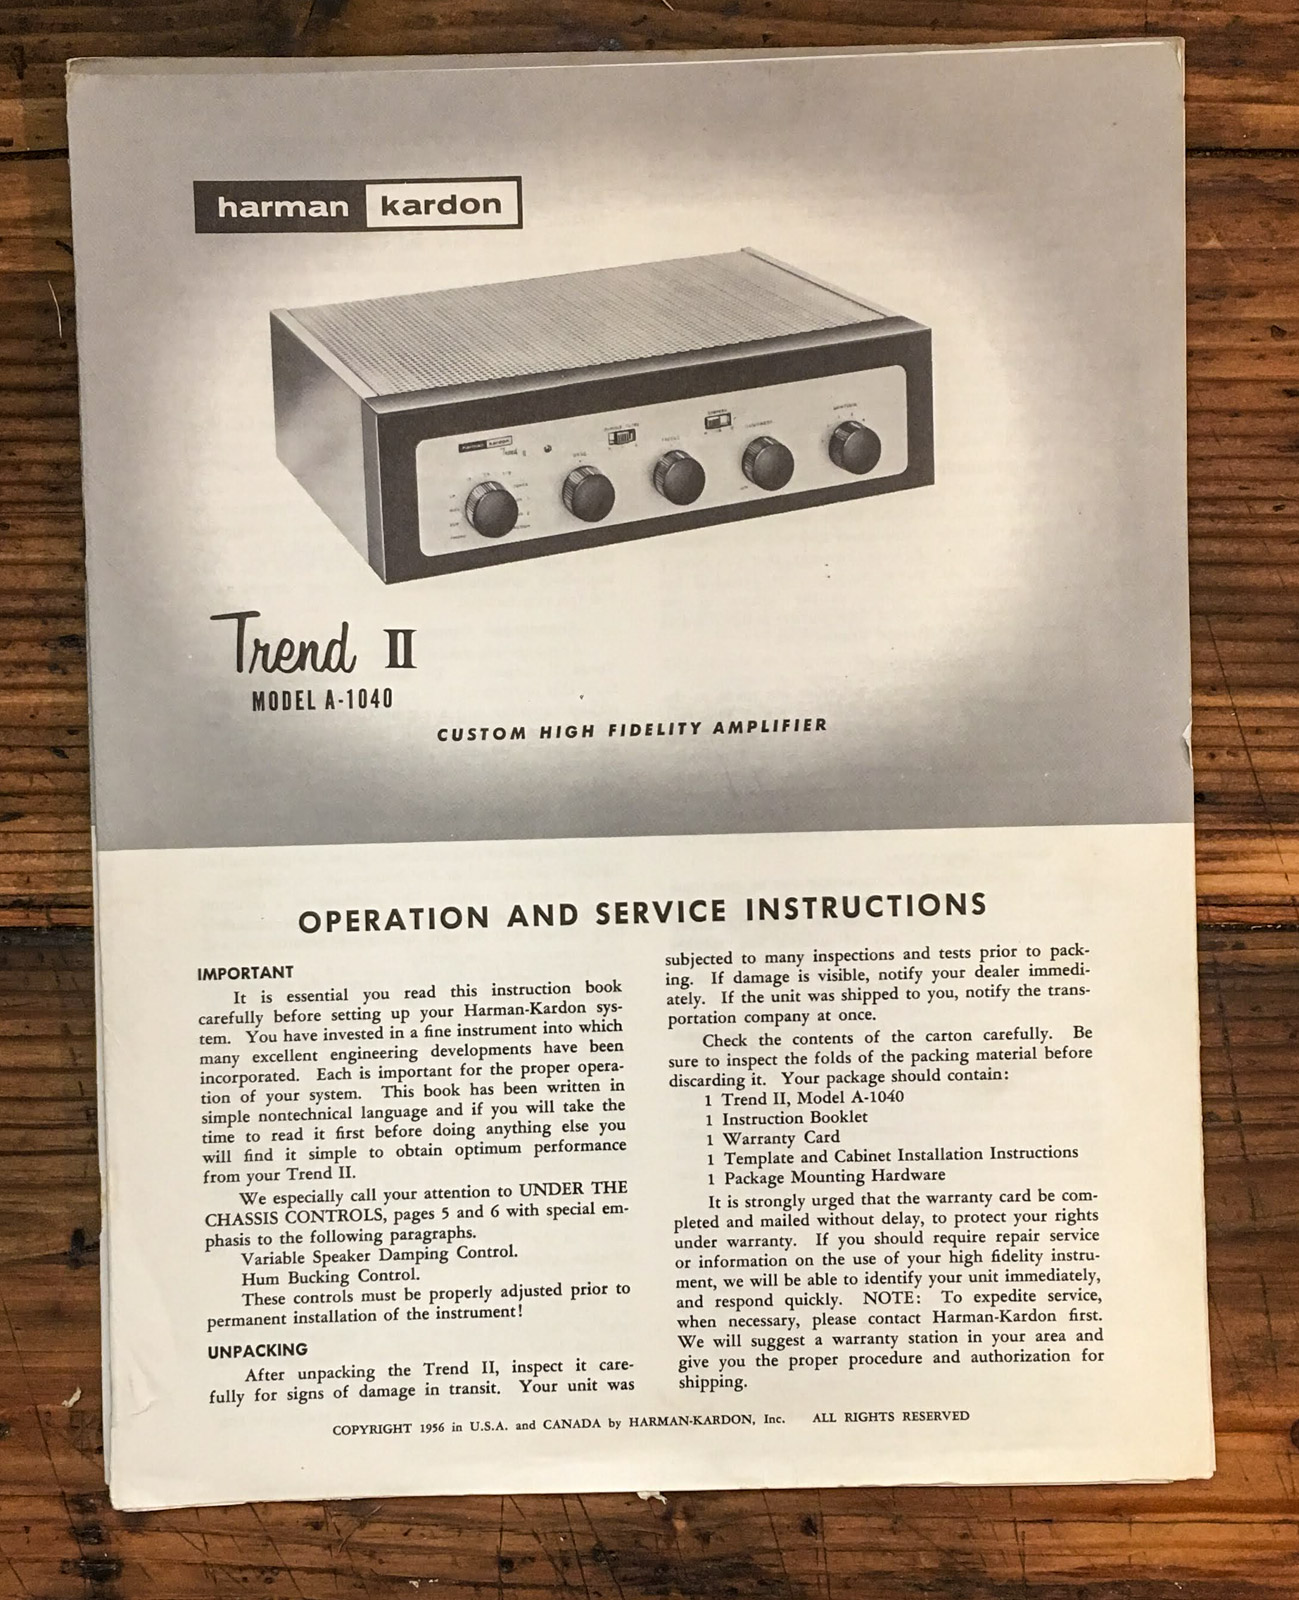 harman kardon
harman kardon
Trend II
Trend II
MODEL A-1040
CUSTOM HIGH FIDELITY AMPLIFIER
OPERATION AND SERVICE INSTRUCTIONS
IMPORTANT
It is essential you read this instruction book
carefully before setting up your Harman-Kardon sys-
tem. You have invested in a fine instrument into which
many excellent engineering developments have been
incorporated. Each is important for the proper opera-
tion of your system. This book has been written in
simple nontechnical language and if you will take the
time to read it first before doing anything else you
will find it simple to obtain optimum performance
from your Trend II.
We especially call your attention to UNDER THE
CHASSIS CONTROLS, pages 5 and 6 with special em-
phasis to the following paragraphs.
Variable Speaker Damping Control.
Hum Bucking Control.
These controls must be properly adjusted prior to
permanent installation of the instrument!
UNPACKING
After unpacking the Trend II, inspect it care-
fully for signs of damage in transit. Your unit was
subjected to many inspections and tests prior to pack-
ing. If damage is visible, notify your dealer immedi-
ately. If the unit was shipped to you, notify the trans-
portation company at once.
Check the contents of the carton carefully. Be
sure to inspect the folds of the packing material before
discarding it. Your package should contain:
1 Trend II, Model A-1040
1 Instruction Booklet
1 Warranty Card
1 Template and Cabinet Installation Instructions
1 Package Mounting Hardware
It is strongly urged that the warranty card be com-
pleted and mailed without delay, to protect your rights
under warranty. If you should require repair service
or information on the use of your high fidelity instru-
ment, we will be able to identify your unit immediately,
and respond quickly. NOTE: To expedite service,
when necessary, please contact Harman-Kardon first.
We will suggest a warranty station in your area and
give you the proper procedure and authorization for
shipping.
COPYRIGHT 1956 in U.S.A. and CANADA by HARMAN-KARDON, Inc. ALL RIGHTS RESERVED